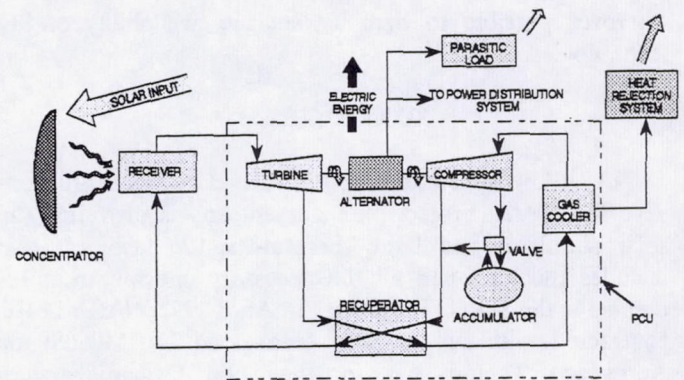 PARASITIC
LOAD
SOLAR INPUT
ELECTRIC
ENERGY
TO POWER DISTRIBUTION
SYSTEM
HEAT
REJECTION
SYSTEM
RECEIVER
TURBINE
COMPRESSOR
ALTERNATOR
GAS
COOLER
CONCENTRATOR
VALVE
RECUPERATOR
ACCUMULATOR
PCU